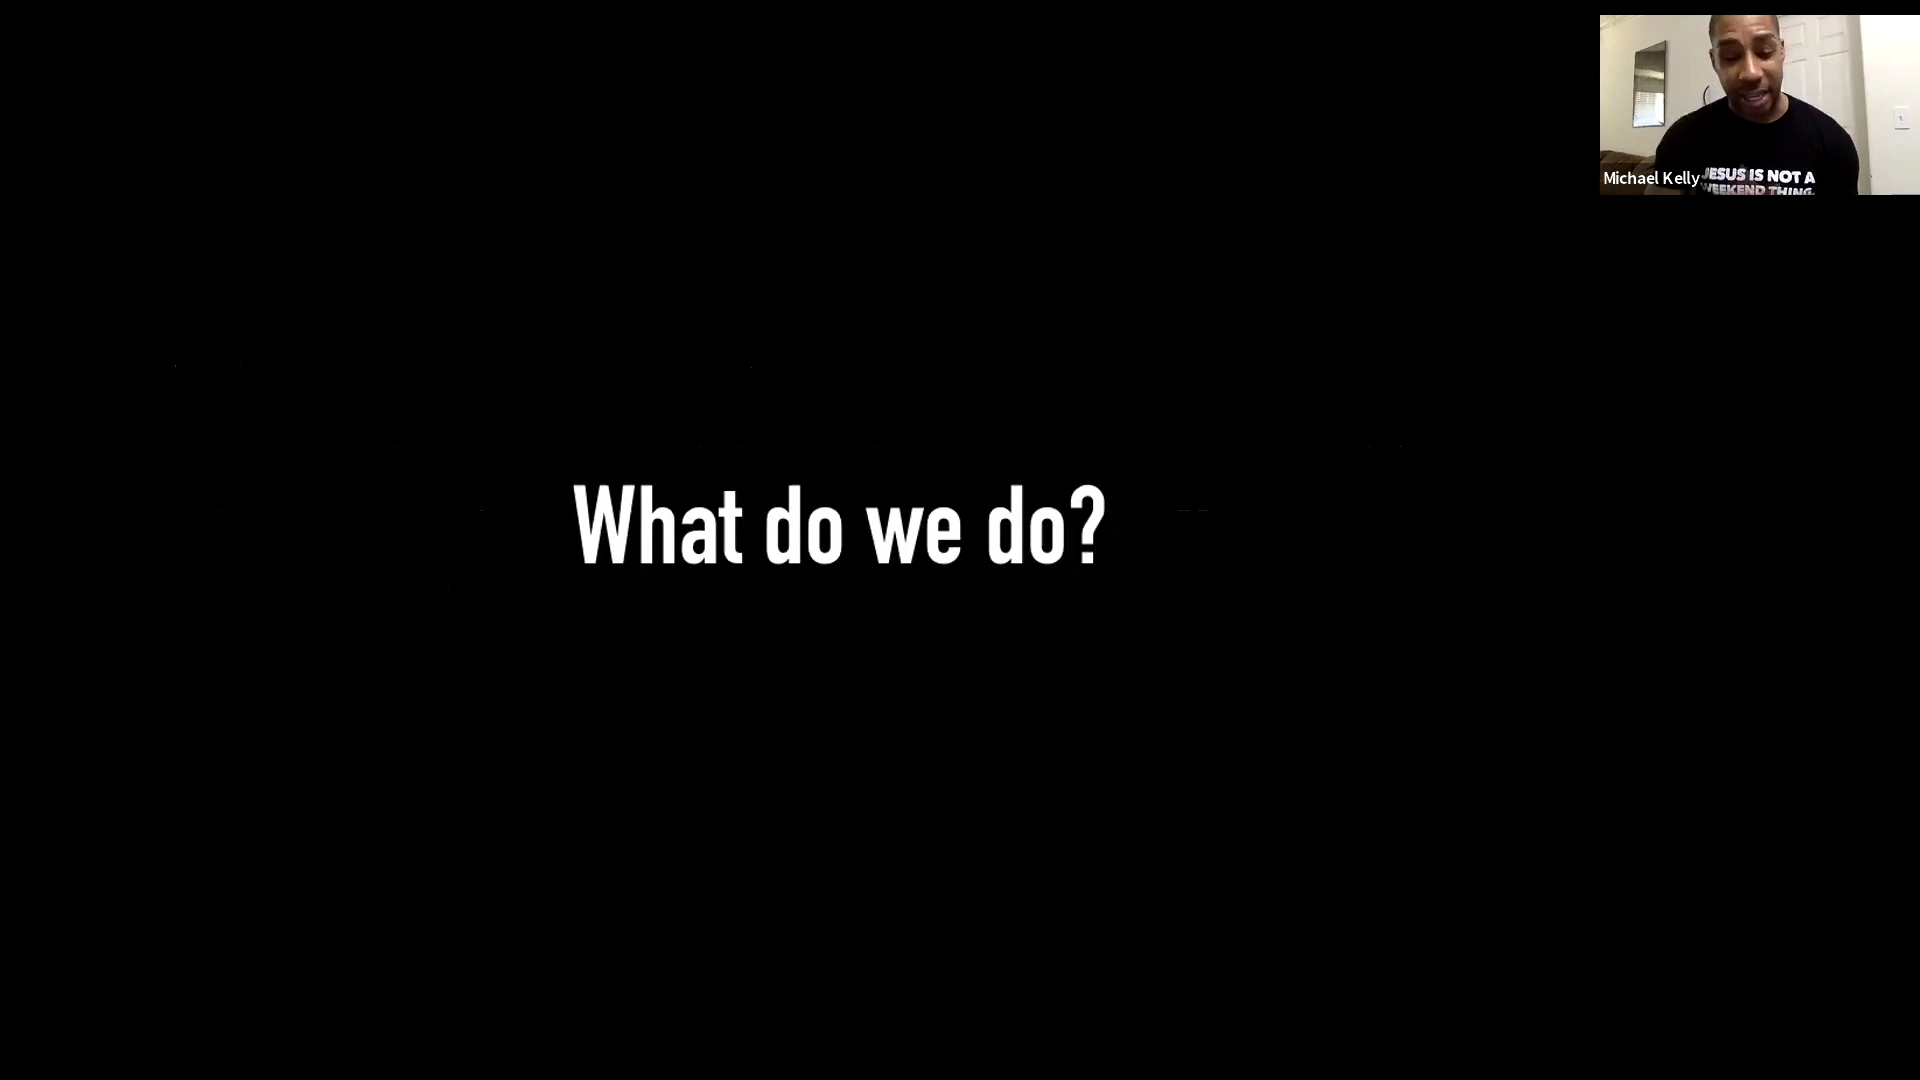 What do we do?
Michael Kelly
JESUS IS NOT A
WEEKEND THING.